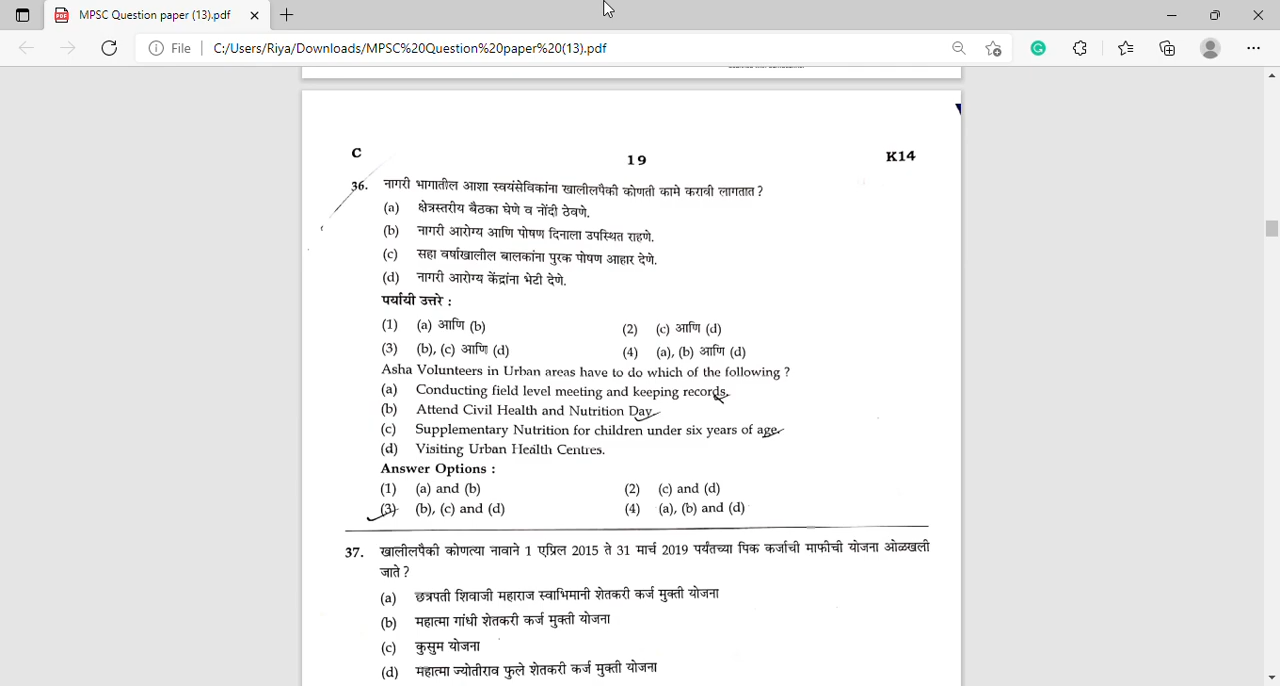 MPSC Question paper (13).pdf
File
C:/Users/Riya/Downloads/MPSC%20Question%20paper%20(13).pdf
C 19 K14
36. नागरी भागातील आशा स्वयंसेविकांना खालीलपैकी कोणती कामे करावी लागतात ?
(a) क्षेत्रस्तरीय बैठका घेणे व नोंदी ठेवणे.
(b) नागरी आरोग्य आणि पोषण दिनाला उपस्थित राहणे.
(c) सहा वर्षाखालील बालकांना पुरक पोषण आहार देणे.
(d) नागरी आरोग्य केंद्रांना भेटी देणे.
पर्यायी उत्तरे :
(1) (a) आणि (b) (2) (c) आणि (d)
(3) (b), (c) आणि (d) (4) (a), (b) आणि (d)
Asha Volunteers in Urban areas have to do which of the following ?
(a) Conducting field level meeting and keeping records.
(b) Attend Civil Health and Nutrition Day.
(c) Supplementary Nutrition for children under six years of age.
(d) Visiting Urban Health Centres.
Answer Options :
(1) (a) and (b) (2) (c) and (d)
(3) (b), (c) and (d) (4) (a), (b) and (d)
37. खालीलपैकी कोणत्या नावाने 1 एप्रिल 2015 ते 31 मार्च 2019 पर्यंतच्या पिक कर्जाची माफीची योजना ओळखली
जाते ?
(a) छत्रपती शिवाजी महाराज स्वाभिमानी शेतकरी कर्ज मुक्ती योजना
(b) महात्मा गांधी शेतकरी कर्ज मुक्ती योजना
(c) कुसुम योजना
(d) महात्मा ज्योतीराव फुले शेतकरी कर्ज मुक्ती योजना